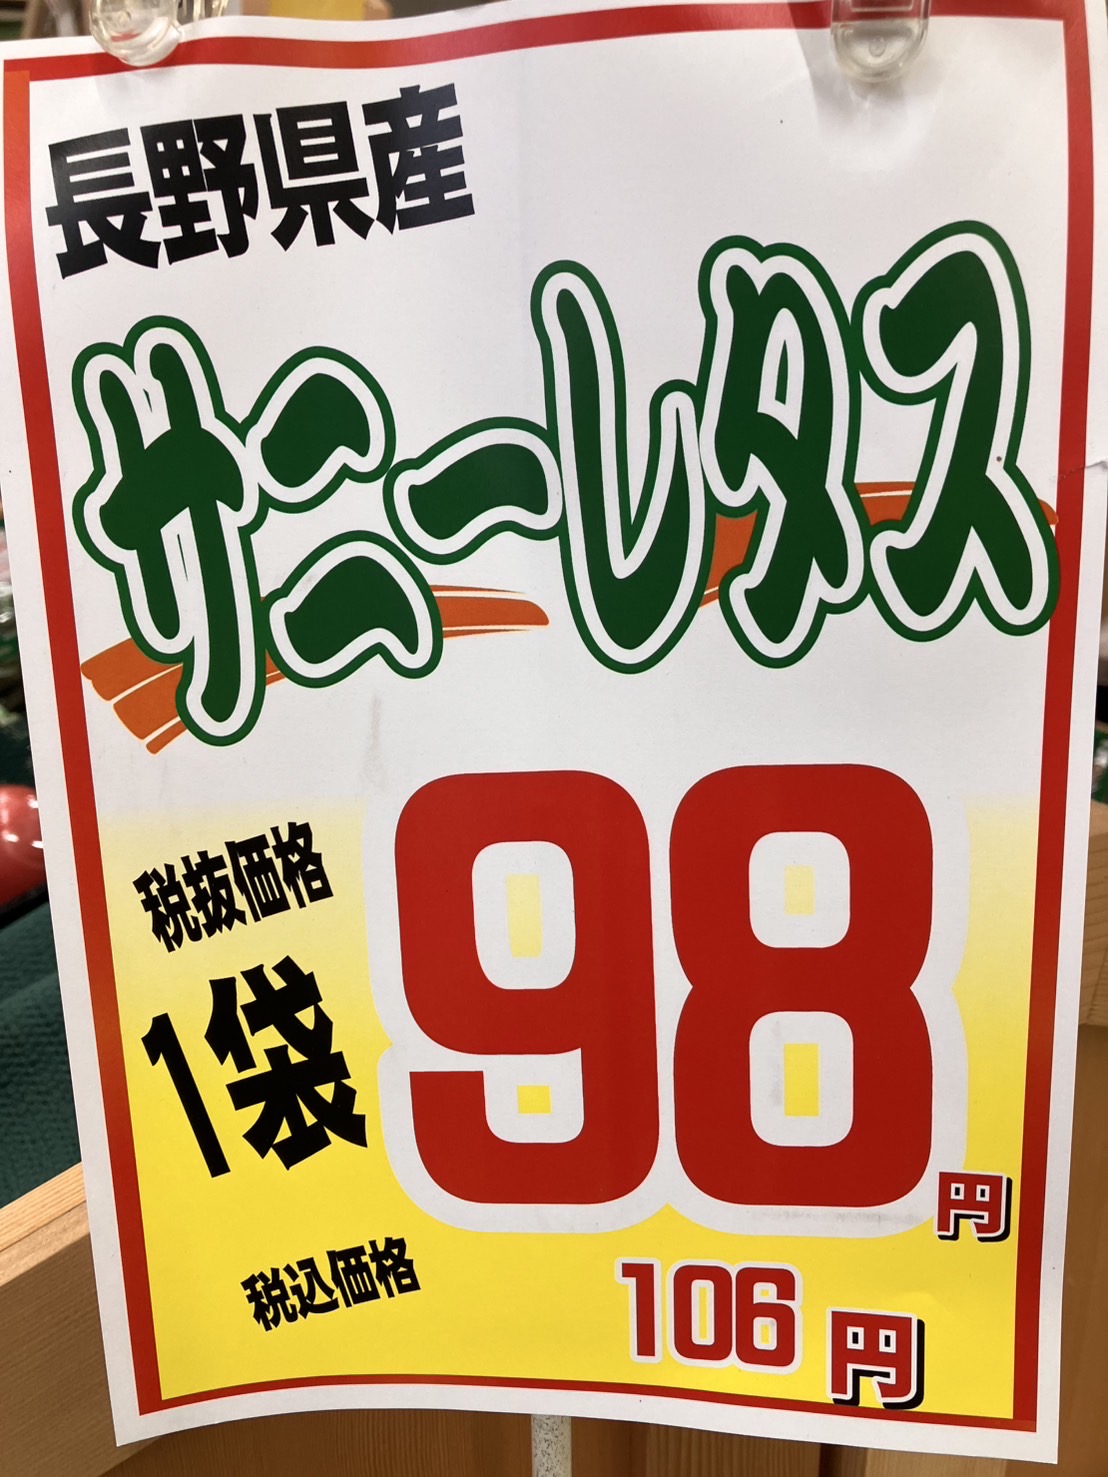 長野県産
サニーレタス
税抜価格
1袋 98円
税込価格 106円